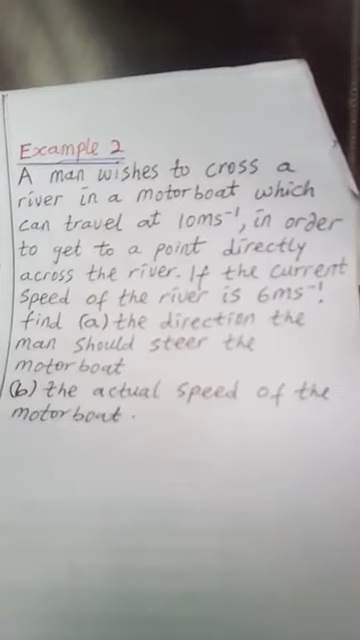 Example 2
A man wishes to cross a
river in a motorboat which
can travel at 10ms⁻¹, in order
to get to a point directly
across the river. If the current
speed of the river is 6ms⁻¹.
find (a) the direction the
man should steer the
motorboat
(b) the actual speed of the
motorboat.